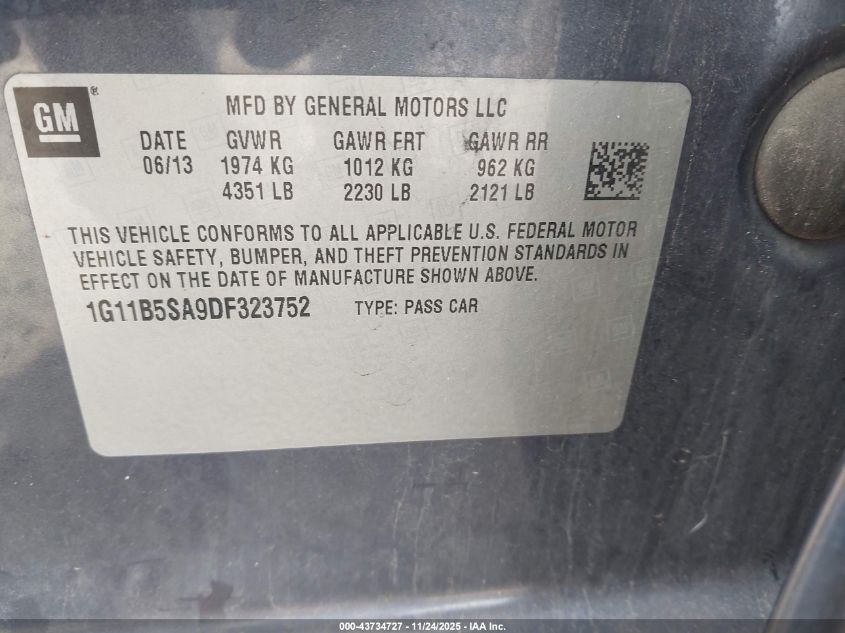 GM ®
MFD BY GENERAL MOTORS LLC
DATE GVWR GAWR FRT GAWR RR
06/13 1974 KG 1012 KG 962 KG
4351 LB 2230 LB 2121 LB
THIS VEHICLE CONFORMS TO ALL APPLICABLE U.S. FEDERAL MOTOR
VEHICLE SAFETY, BUMPER, AND THEFT PREVENTION STANDARDS IN
EFFECT ON THE DATE OF MANUFACTURE SHOWN ABOVE.
1G11B5SA9DF323752 TYPE: PASS CAR
000-43734727 - 11/24/2025 - IAA Inc.